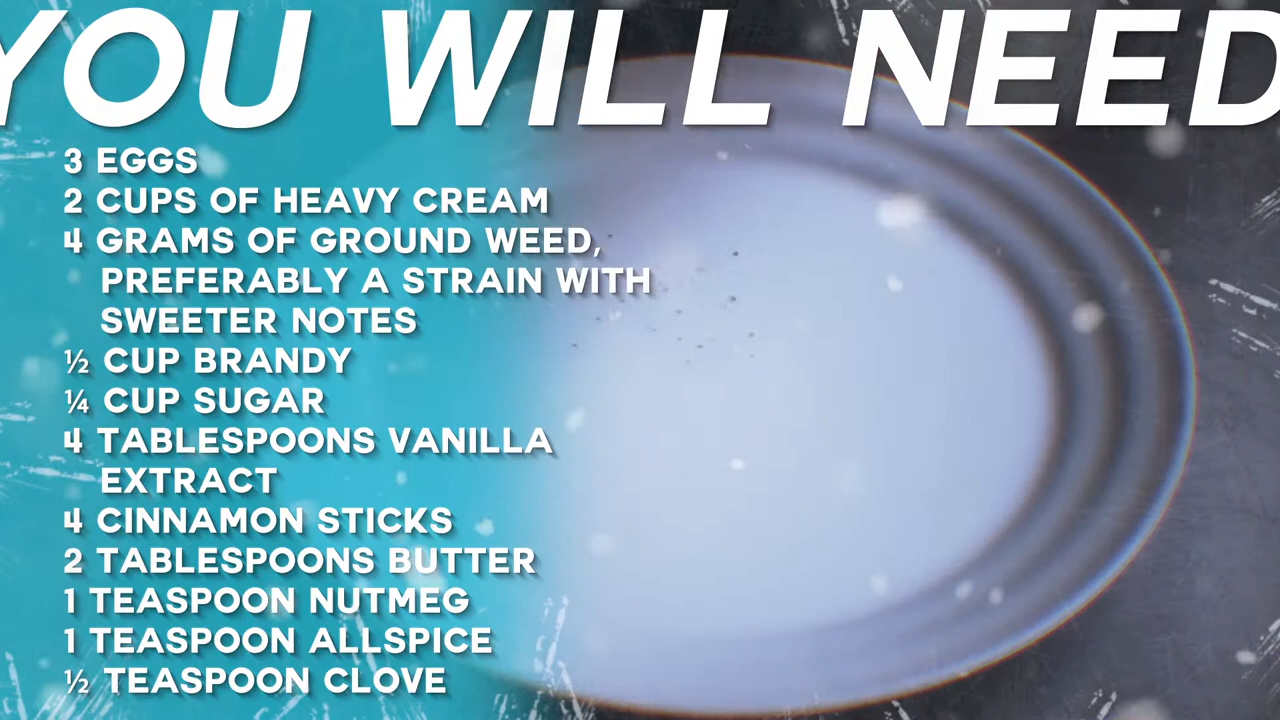 YOU WILL NEED
3 EGGS
2 CUPS OF HEAVY CREAM
4 GRAMS OF GROUND WEED,
PREFERABLY A STRAIN WITH
SWEETER NOTES
½ CUP BRANDY
¼ CUP SUGAR
4 TABLESPOONS VANILLA
EXTRACT
4 CINNAMON STICKS
2 TABLESPOONS BUTTER
1 TEASPOON NUTMEG
1 TEASPOON ALLSPICE
½ TEASPOON CLOVE